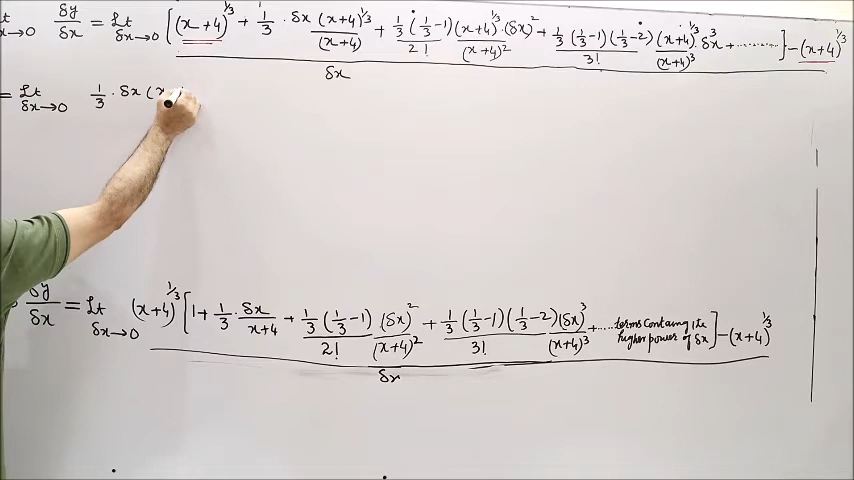 Lt δx→0 δy/δx = Lt δx→0 [(x+4)^1/3 + 1/3 · δx (x+4)^1/3/(x+4) + 1/3(1/3-1)/2! (x+4)^1/3·(δx)^2/(x+4)^2 + 1/3(1/3-1)(1/3-2)/3! (x+4)^1/3/(x+4)^3 · δx^3 + ..........] - (x+4)^1/3
δx
= Lt δx→0 1/3 · δx (x
δy/δx = Lt δx→0 (x+4)^1/3 [1 + 1/3 · δx/x+4 + 1/3(1/3-1)/2! (δx)^2/(x+4)^2 + 1/3(1/3-1)(1/3-2)/3! (δx)^3/(x+4)^3 + ..... terms containg the higher power of δx] - (x+4)^1/3
δx